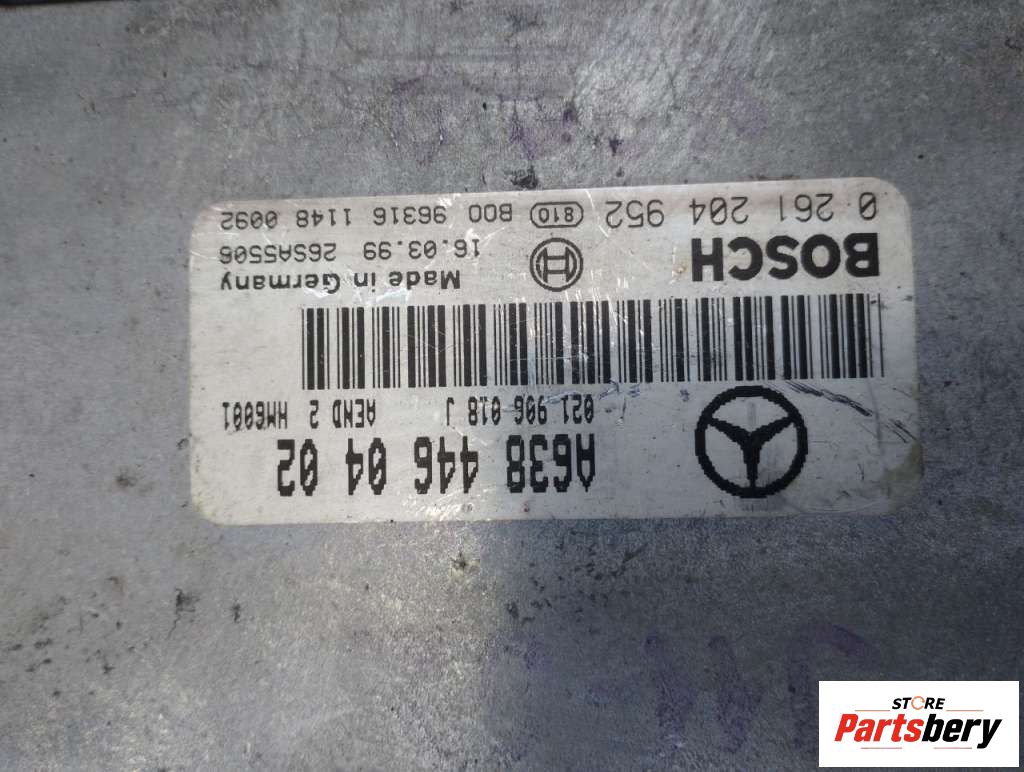 A638 446 04 02
021 906 018 J AEND 2 HM6001
BOSCH
Made in Germany
16.03.99 26SA5506
0 261 204 952 810 B00 96316 1148 0092
STORE
Partsbery